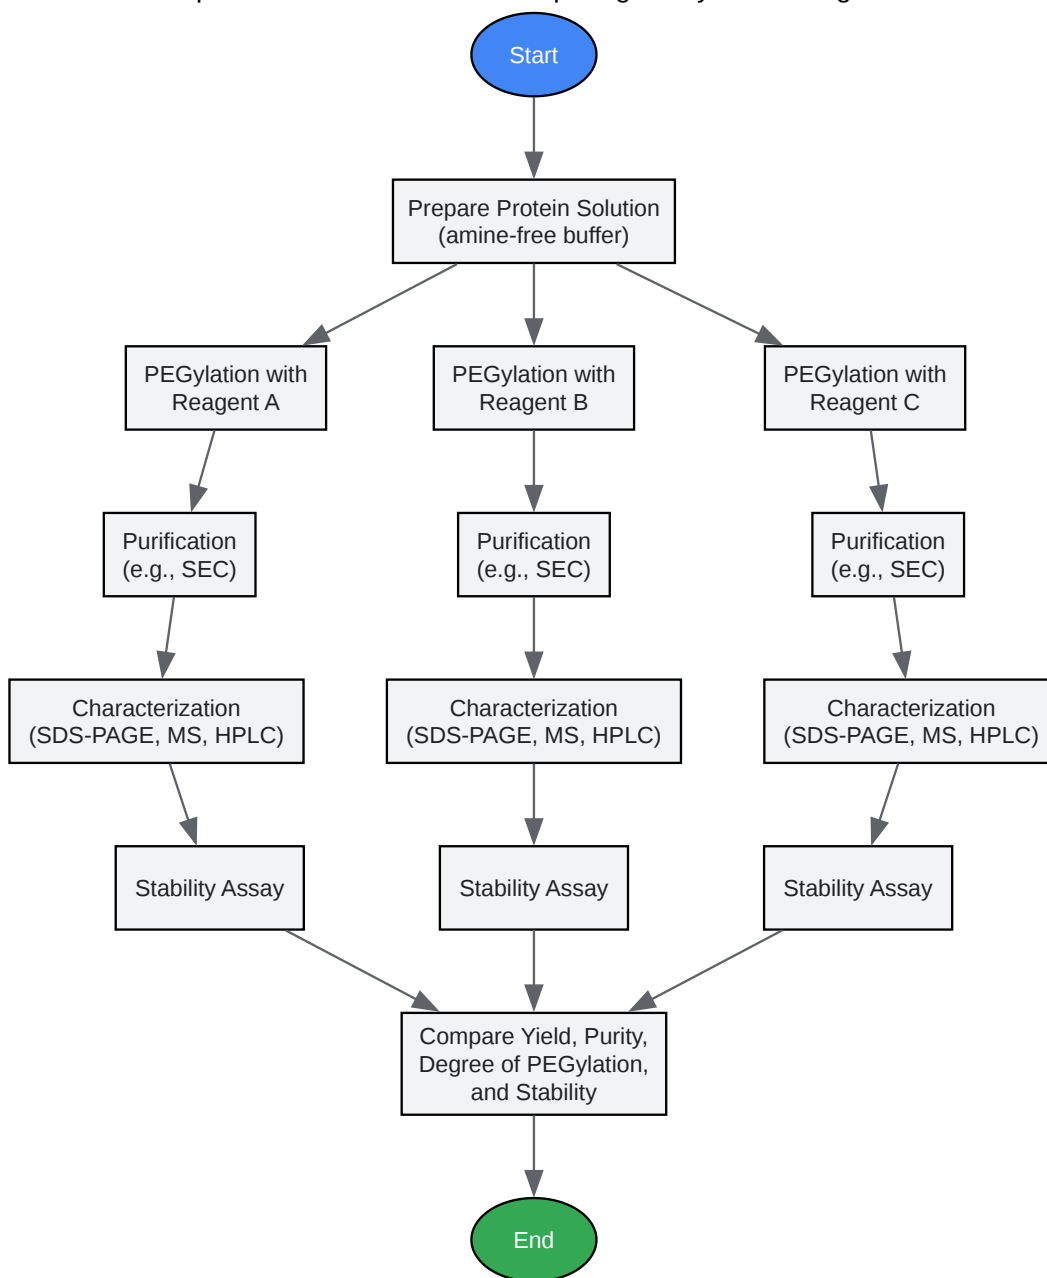 Start
Prepare Protein Solution
(amine-free buffer)
PEGylation with
Reagent A
PEGylation with
Reagent B
PEGylation with
Reagent C
Purification
(e.g., SEC)
Purification
(e.g., SEC)
Purification
(e.g., SEC)
Characterization
(SDS-PAGE, MS, HPLC)
Characterization
(SDS-PAGE, MS, HPLC)
Characterization
(SDS-PAGE, MS, HPLC)
Stability Assay
Stability Assay
Stability Assay
Compare Yield, Purity,
Degree of PEGylation,
and Stability
End